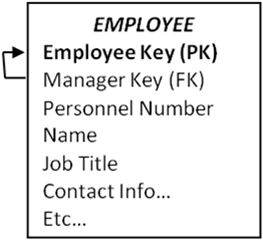 EMPLOYEE
Employee Key (PK)
Manager Key (FK)
Personnel Number
Name
Job Title
Contact Info...
Etc...